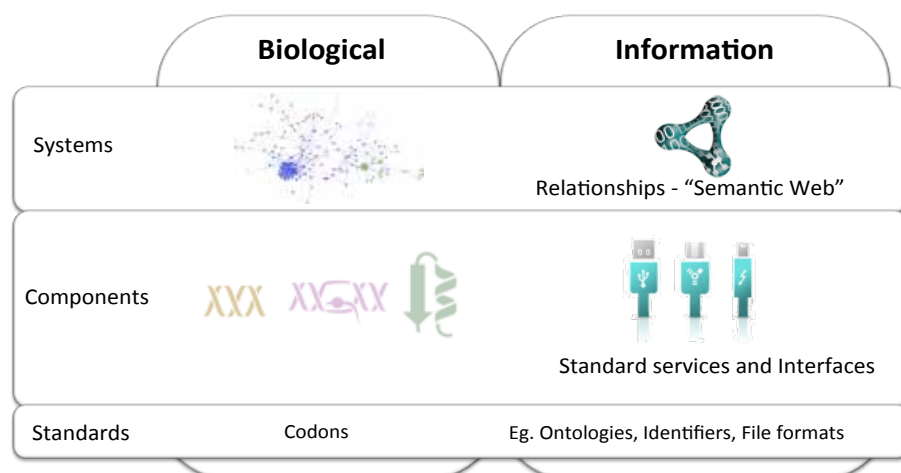 Biological
Information
Systems
Relationships - “Semantic Web”
Components
Standard services and Interfaces
Standards
Codons
Eg. Ontologies, Identifiers, File formats